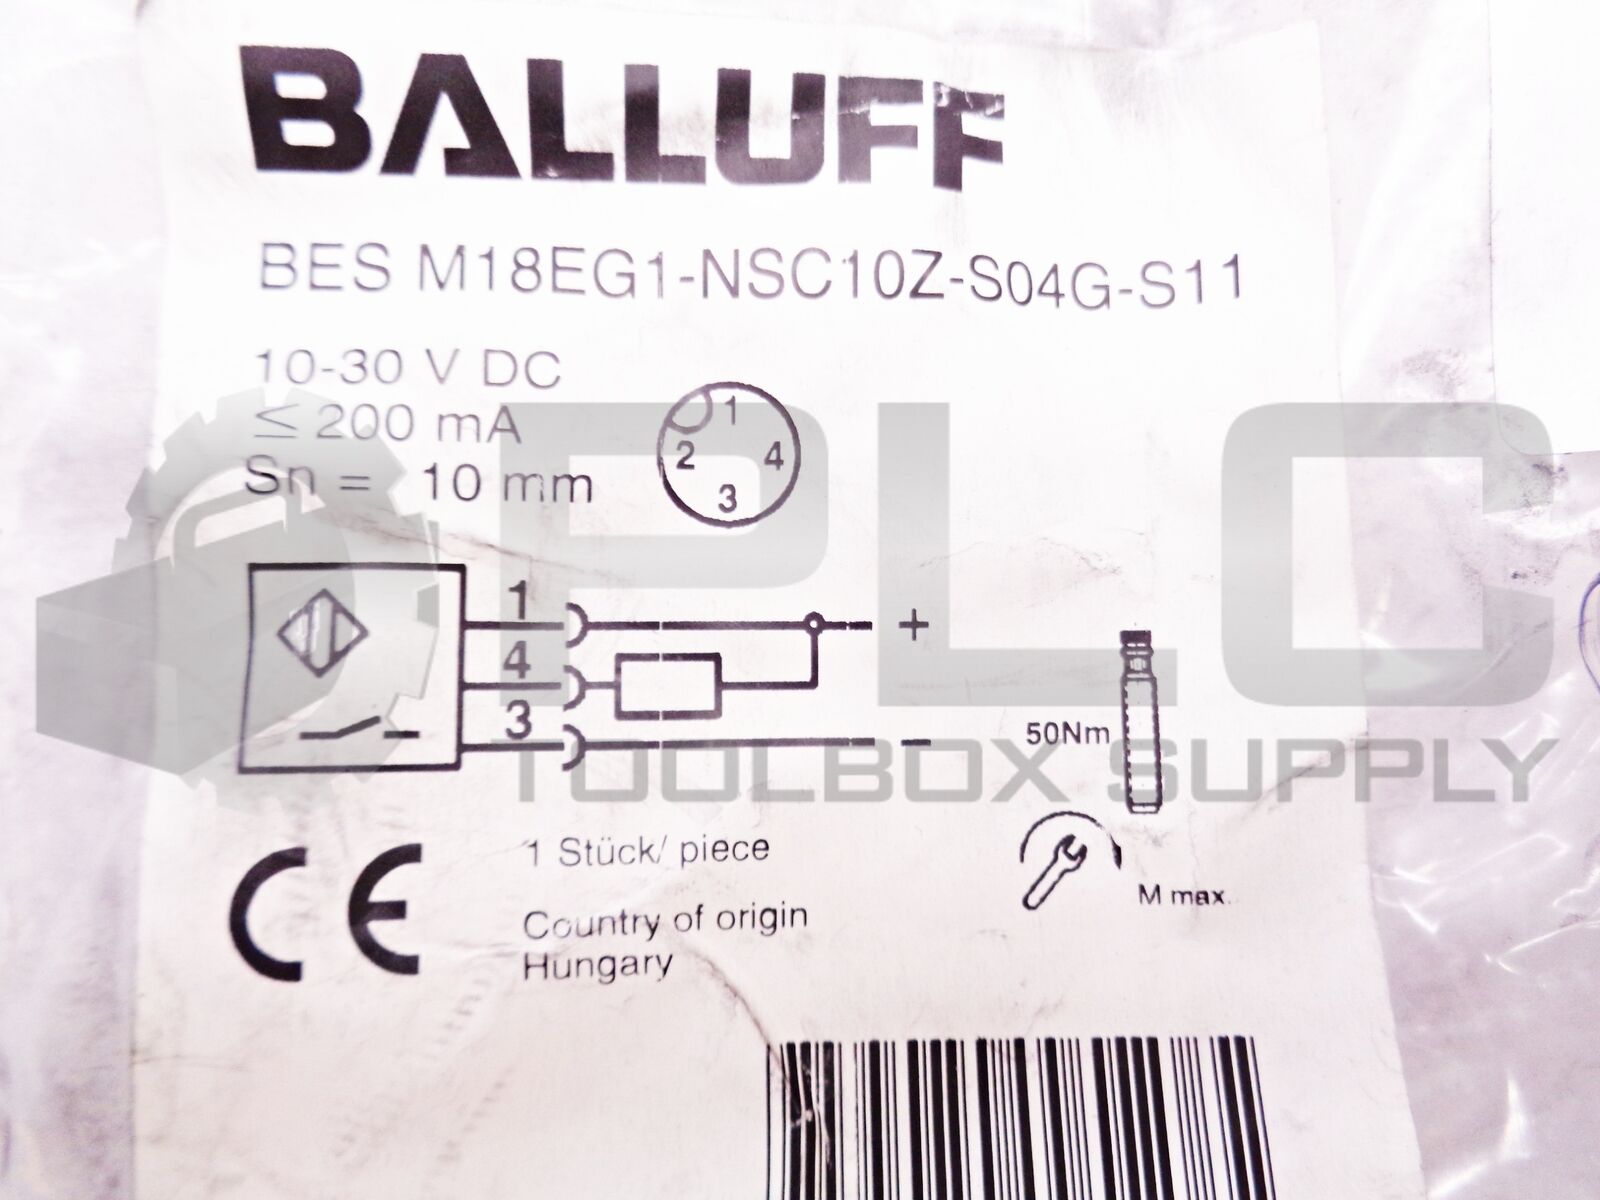 BALLUFF
BES M18EG1-NSC10Z-S04G-S11
10-30 V DC
≤ 200 mA
Sn = 10 mm
1
2 4
3
1
+
4
3
−
50Nm
PLC
TOOLBOX SUPPLY
CE
1 Stück/ piece
M max.
Country of origin
Hungary